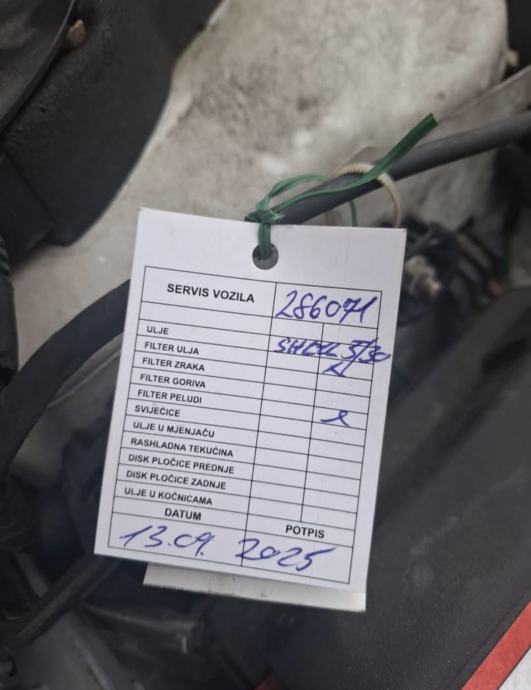 SERVIS VOZILA 286071
ULJE SHELL 5/30
FILTER ULJA
FILTER ZRAKA
FILTER GORIVA
FILTER PELUDI
SVIJEĆICE
ULJE U MJENJAČU
RASHLADNA TEKUĆINA
DISK PLOČICE PREDNJE
DISK PLOČICE ZADNJE
ULJE U KOČNICAMA
DATUM POTPIS
13.09. 2025